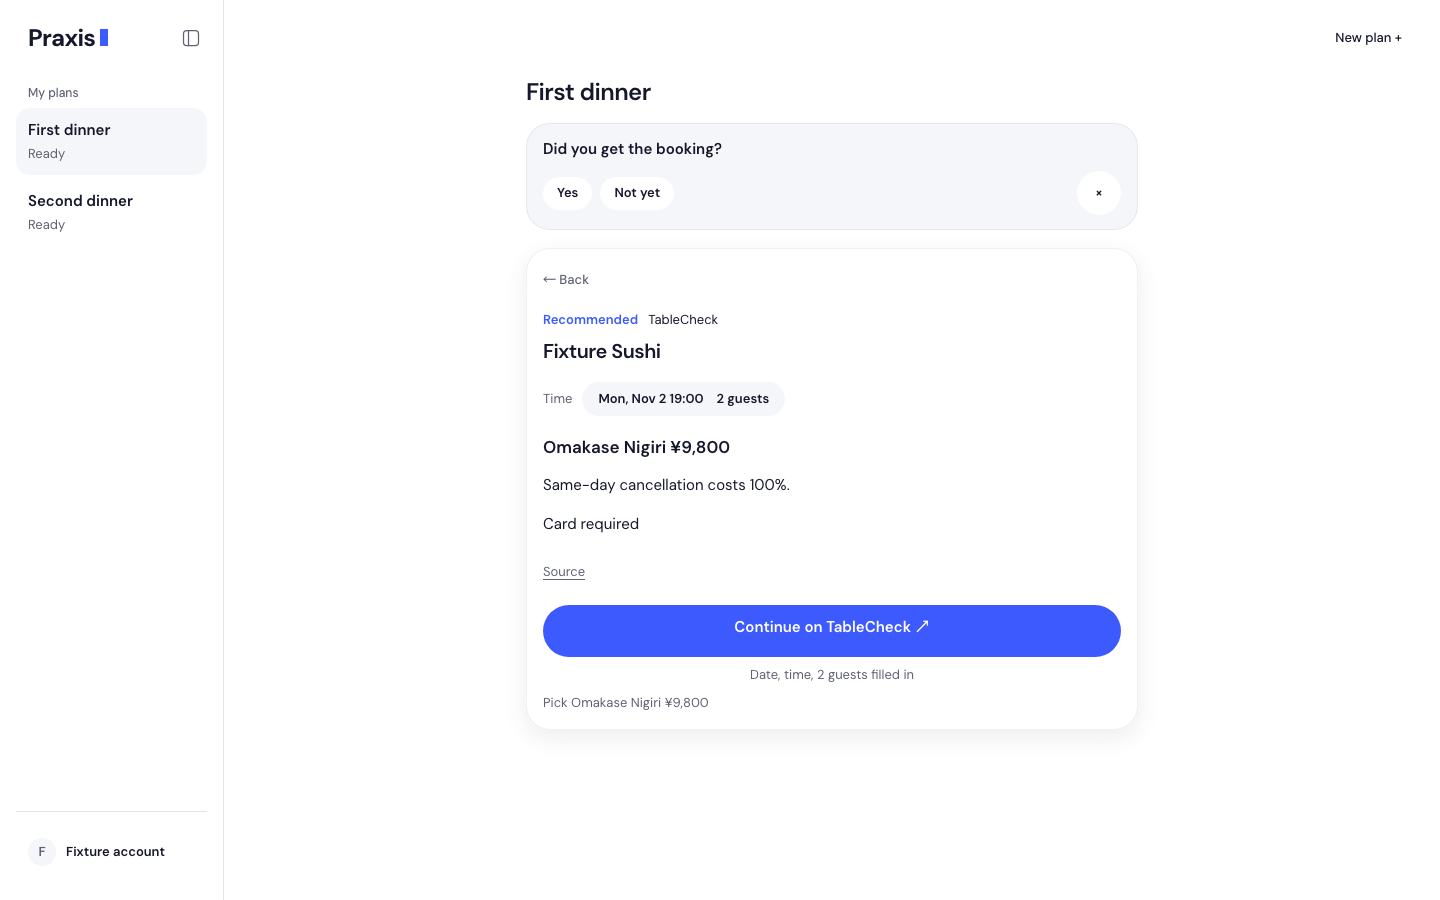 Praxis
New plan +
My plans
First dinner
Ready
Second dinner
Ready
Fixture account
F
First dinner
Did you get the booking?
Yes
Not yet
×
← Back
Recommended TableCheck
Fixture Sushi
Time Mon, Nov 2 19:00 2 guests
Omakase Nigiri ¥9,800
Same-day cancellation costs 100%.
Card required
Source
Continue on TableCheck ↗
Date, time, 2 guests filled in
Pick Omakase Nigiri ¥9,800